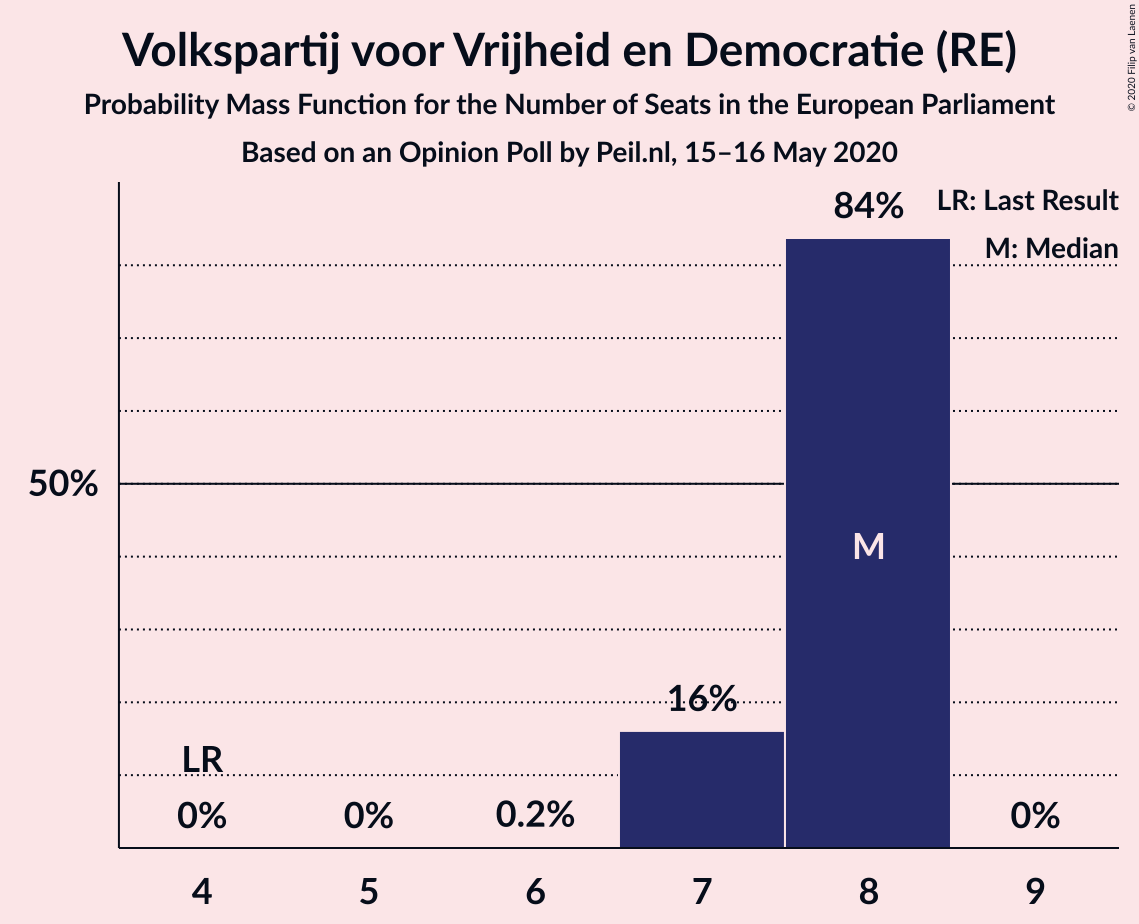 Volkspartij voor Vrijheid en Democratie (RE)
Probability Mass Function for the Number of Seats in the European Parliament
Based on an Opinion Poll by Peil.nl, 15–16 May 2020
© 2020 Filip van Laenen
84%
LR: Last Result
M: Median
50%
M
16%
LR
0%
0%
0.2%
0%
4
5
6
7
8
9